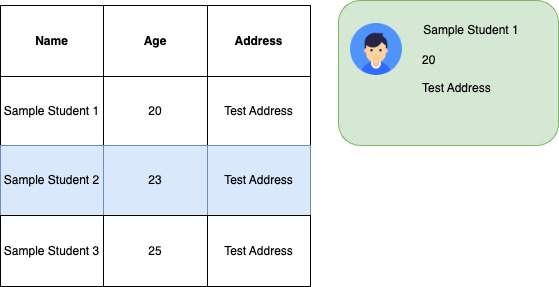 Name Age Address
Sample Student 1 20 Test Address
Sample Student 2 23 Test Address
Sample Student 3 25 Test Address
Sample Student 1
20
Test Address